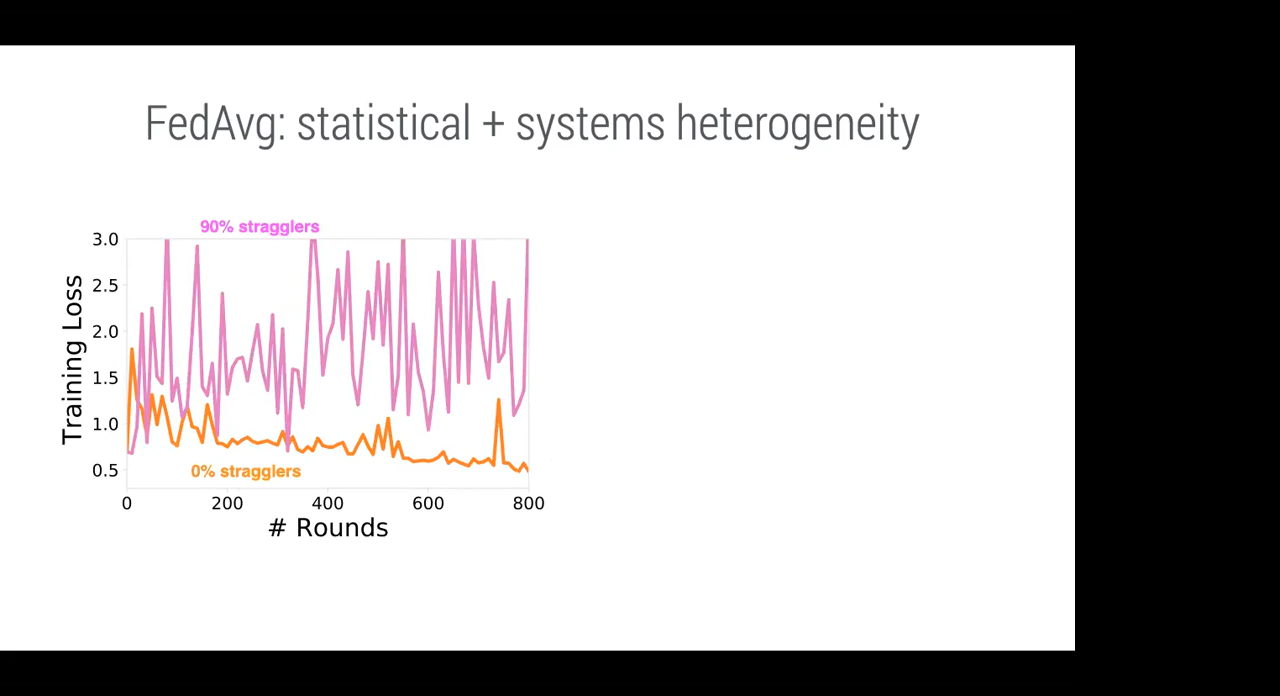 FedAvg: statistical + systems heterogeneity
90% stragglers
3.0
2.5
2.0
1.5
1.0
0.5
Training Loss
0% stragglers
0 200 400 600 800
# Rounds